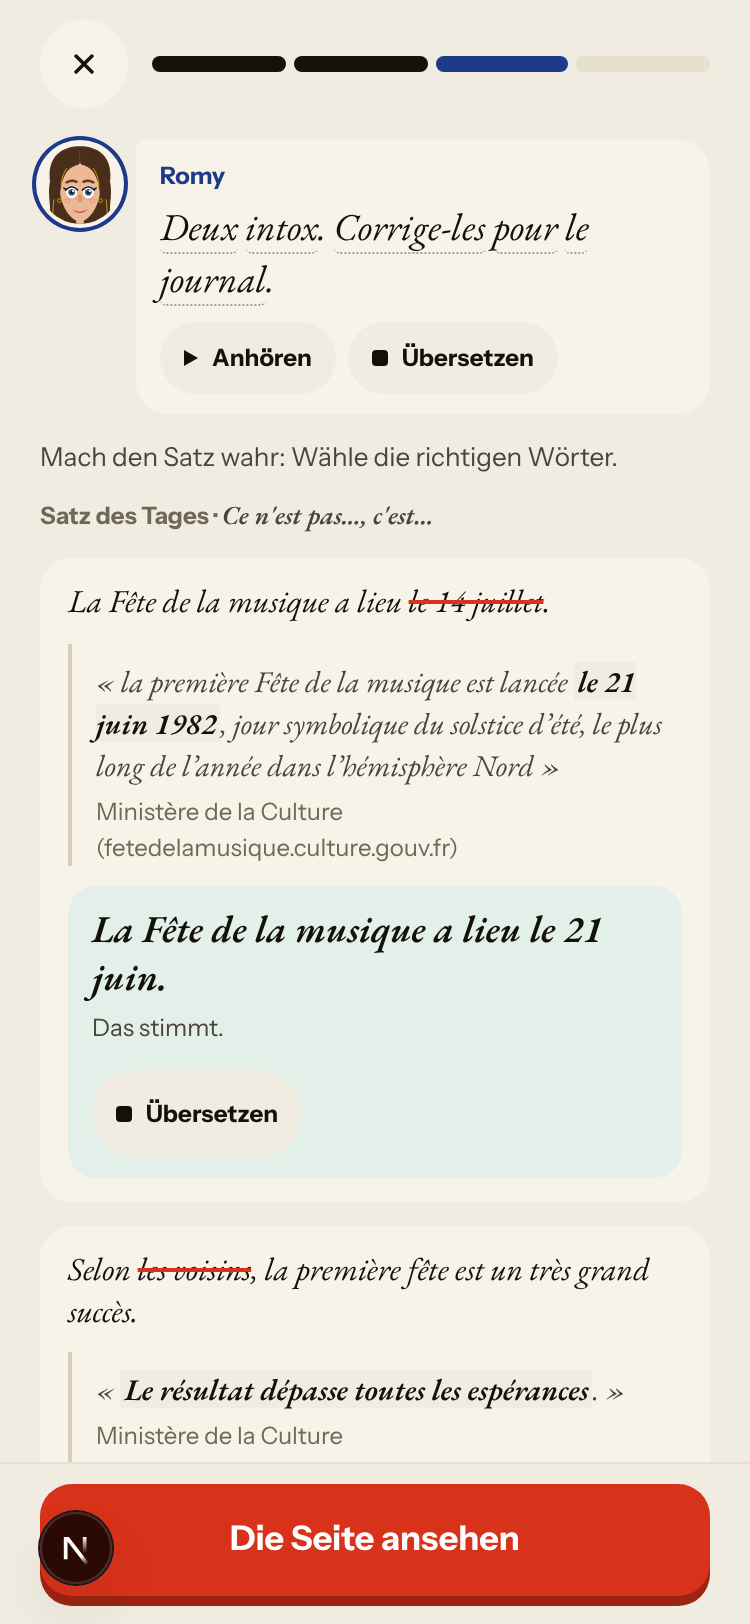 Romy
Deux intox. Corrige-les pour le
journal.
Anhören
Übersetzen
Mach den Satz wahr: Wähle die richtigen Wörter.
Satz des Tages · Ce n'est pas..., c'est...
La Fête de la musique a lieu le 14 juillet.
« la première Fête de la musique est lancée le 21
juin 1982, jour symbolique du solstice d’été, le plus
long de l’année dans l’hémisphère Nord »
Ministère de la Culture
(fetedelamusique.culture.gouv.fr)
La Fête de la musique a lieu le 21
juin.
Das stimmt.
Übersetzen
Selon les voisins, la première fête est un très grand
succès.
« Le résultat dépasse toutes les espérances. »
Ministère de la Culture
Die Seite ansehen
N